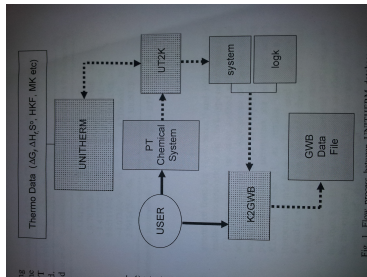 Thermo Data (ΔG, ΔH, S°, HKF, MK etc)
UNITHERM
UT2K
PT
Chemical
System
system
logk
USER
K2GWB
GWB
Data
File